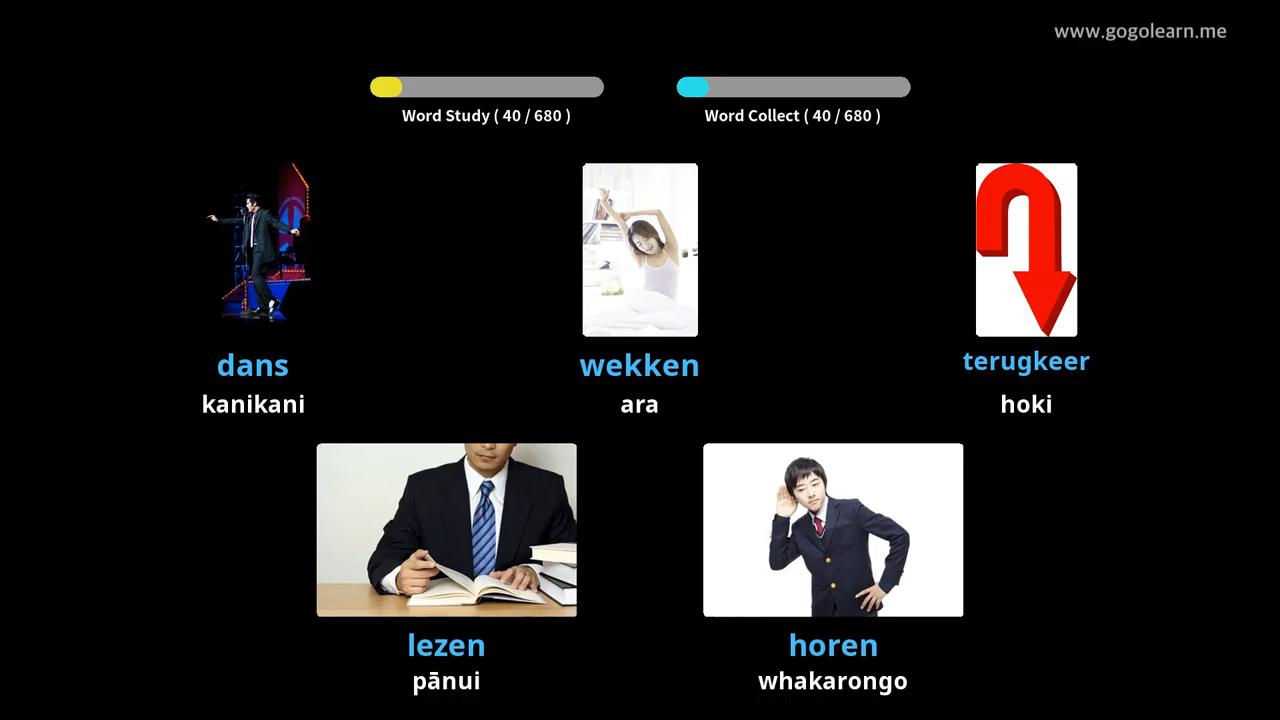 www.gogolearn.me
Word Study ( 40 / 680 )
Word Collect ( 40 / 680 )
dans
kanikani
wekken
ara
terugkeer
hoki
lezen
pānui
horen
whakarongo